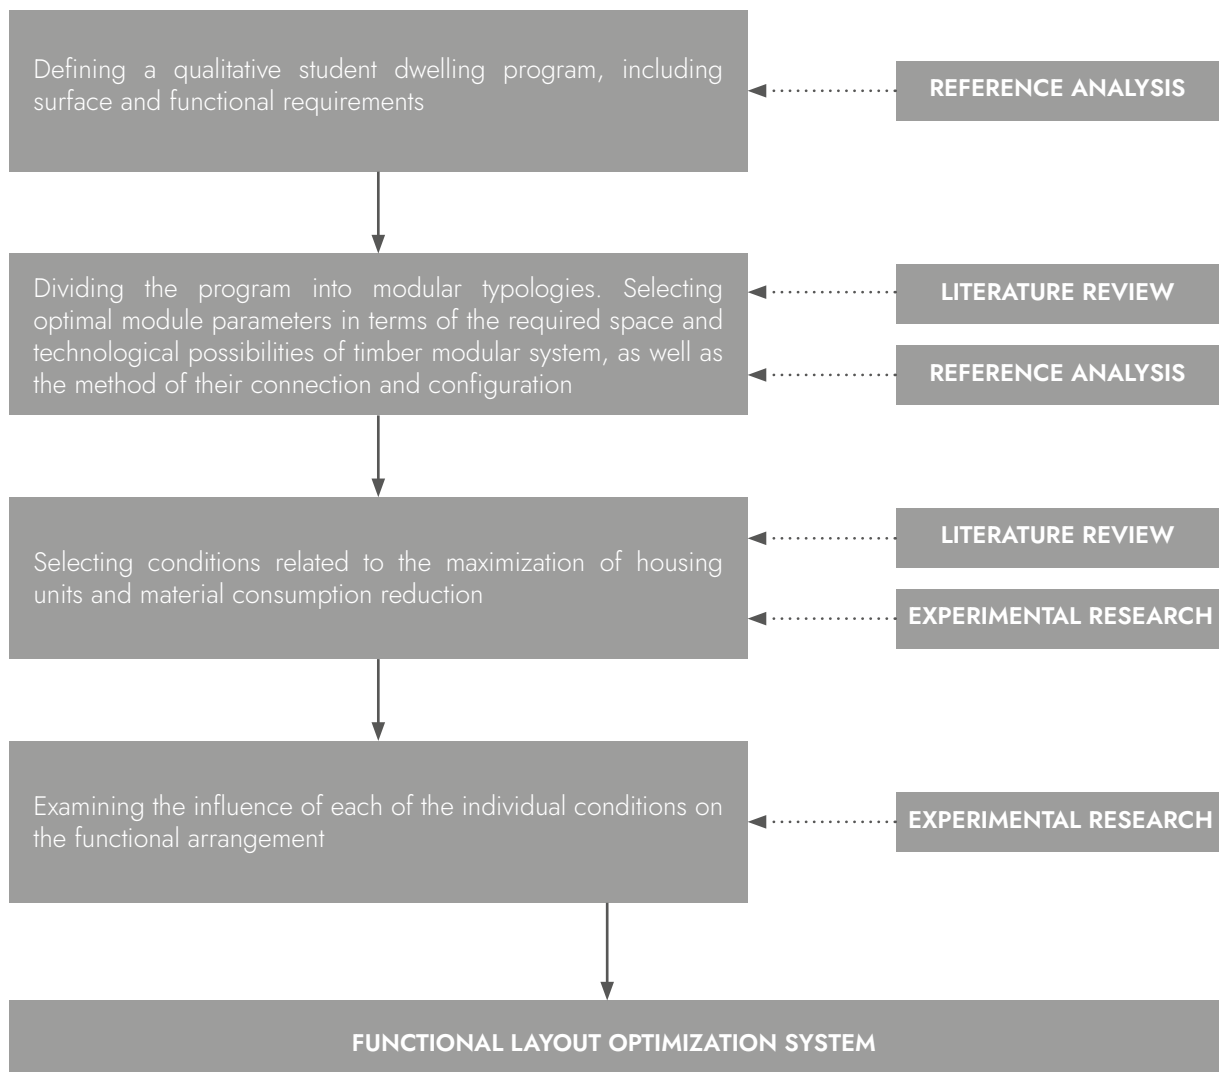 Defining a qualitative student dwelling program, including
surface and functional requirements
REFERENCE ANALYSIS
Dividing the program into modular typologies. Selecting
optimal module parameters in terms of the required space and
technological possibilities of timber modular system, as well as
the method of their connection and configuration
LITERATURE REVIEW
REFERENCE ANALYSIS
Selecting conditions related to the maximization of housing
units and material consumption reduction
LITERATURE REVIEW
EXPERIMENTAL RESEARCH
Examining the influence of each of the individual conditions on
the functional arrangement
EXPERIMENTAL RESEARCH
FUNCTIONAL LAYOUT OPTIMIZATION SYSTEM